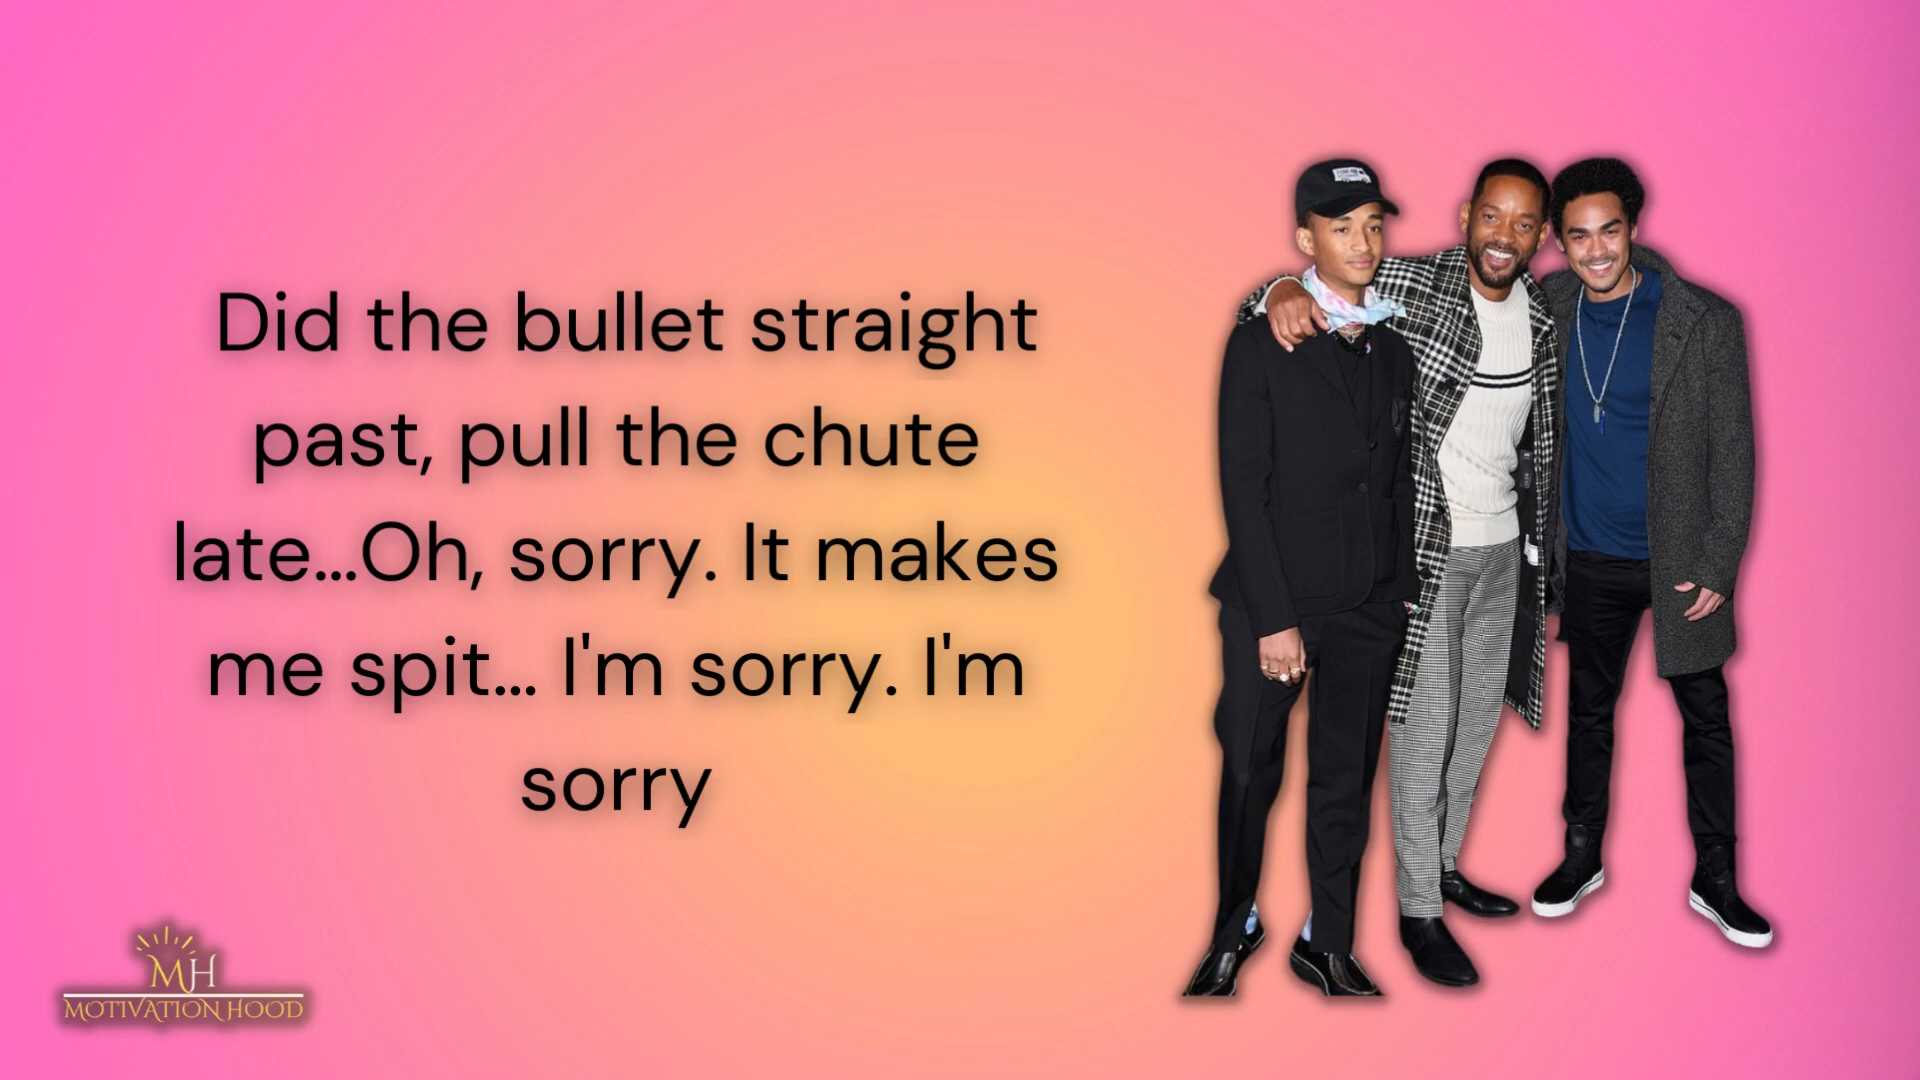 Did the bullet straight
past, pull the chute
late...Oh, sorry. It makes
me spit... I'm sorry. I'm
sorry
MH
MOTIVATION HOOD